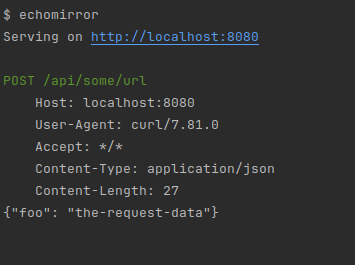 $ echomirror
Serving on http://localhost:8080
POST /api/some/url
Host: localhost:8080
User-Agent: curl/7.81.0
Accept: */*
Content-Type: application/json
Content-Length: 27
{"foo": "the-request-data"}